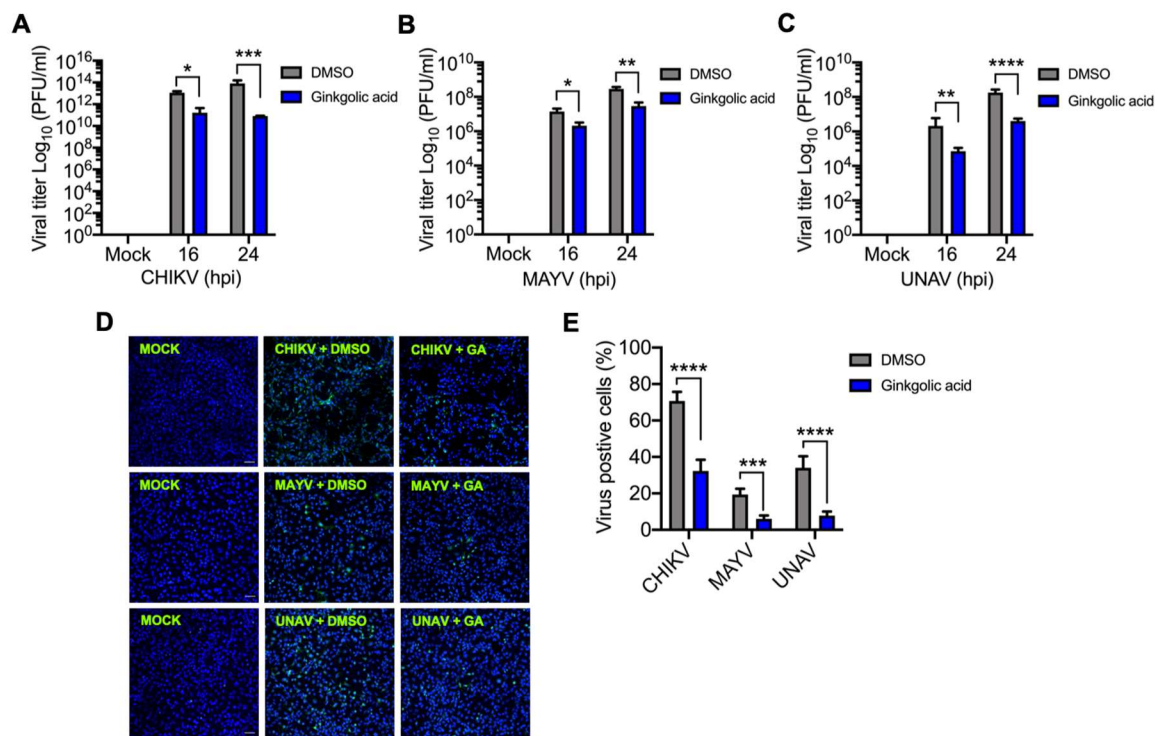 A
Viral titer Log10 (PFU/ml)
10^16
10^14
10^12
10^10
10^8
10^6
10^4
10^2
10^0
*
***
DMSO
Ginkgolic acid
Mock 16 24
CHIKV (hpi)
B
Viral titer Log10 (PFU/ml)
10^10
10^8
10^6
10^4
10^2
10^0
*
**
DMSO
Ginkgolic acid
Mock 16 24
MAYV (hpi)
C
Viral titer Log10 (PFU/ml)
10^10
10^8
10^6
10^4
10^2
10^0
**
****
DMSO
Ginkgolic acid
Mock 16 24
UNAV (hpi)
D
MOCK CHIKV + DMSO CHIKV + GA
MOCK MAYV + DMSO MAYV + GA
MOCK UNAV + DMSO UNAV + GA
E
Virus postive cells (%)
100
80
60
40
20
0
****
***
****
DMSO
Ginkgolic acid
CHIKV MAYV UNAV